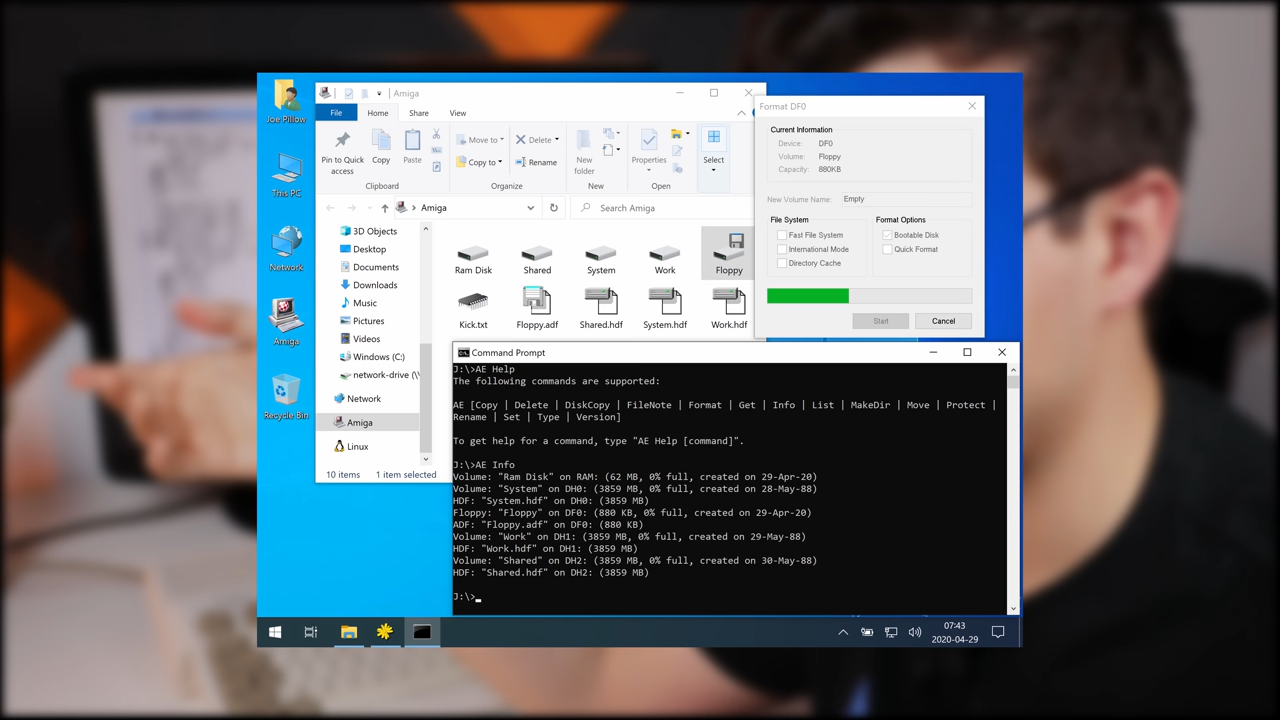 Joe Pillow
This PC
Network
Amiga
Recycle Bin
Amiga
File
Home
Share
View
Pin to Quick
access
Copy
Paste
Clipboard
Move to
Copy to
Delete
Rename
Organize
New
folder
New
Properties
Open
Select
Amiga
Search Amiga
3D Objects
Desktop
Documents
Downloads
Music
Pictures
Videos
Windows (C:)
network-drive (\\
Network
Amiga
Linux
Ram Disk
Shared
System
Work
Floppy
Kick.txt
Floppy.adf
Shared.hdf
System.hdf
Work.hdf
10 items
1 item selected
Format DF0
Current Information
Device: DF0
Volume: Floppy
Capacity: 880KB
New Volume Name: Empty
File System
Fast File System
International Mode
Directory Cache
Format Options
Bootable Disk
Quick Format
Start
Cancel
Command Prompt
J:\>AE Help
The following commands are supported:
AE [Copy | Delete | DiskCopy | FileNote | Format | Get | Info | List | MakeDir | Move | Protect |
Rename | Set | Type | Version]
To get help for a command, type "AE Help [command]".
J:\>AE Info
Volume: "Ram Disk" on RAM: (62 MB, 0% full, created on 29-Apr-20)
Volume: "System" on DH0: (3859 MB, 0% full, created on 28-May-88)
HDF: "System.hdf" on DH0: (3859 MB)
Floppy: "Floppy" on DF0: (880 KB, 0% full, created on 29-Apr-20)
ADF: "Floppy.adf" on DF0: (880 KB)
Volume: "Work" on DH1: (3859 MB, 0% full, created on 29-May-88)
HDF: "Work.hdf" on DH1: (3859 MB)
Volume: "Shared" on DH2: (3859 MB, 0% full, created on 30-May-88)
HDF: "Shared.hdf" on DH2: (3859 MB)
J:\>
07:43
2020-04-29